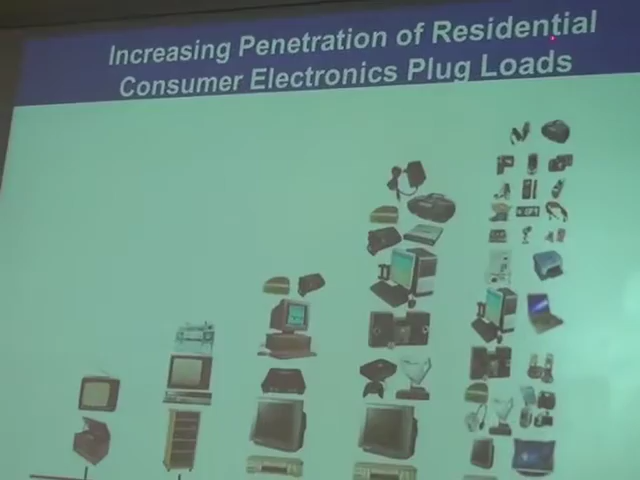 Increasing Penetration of Residential
Consumer Electronics Plug Loads